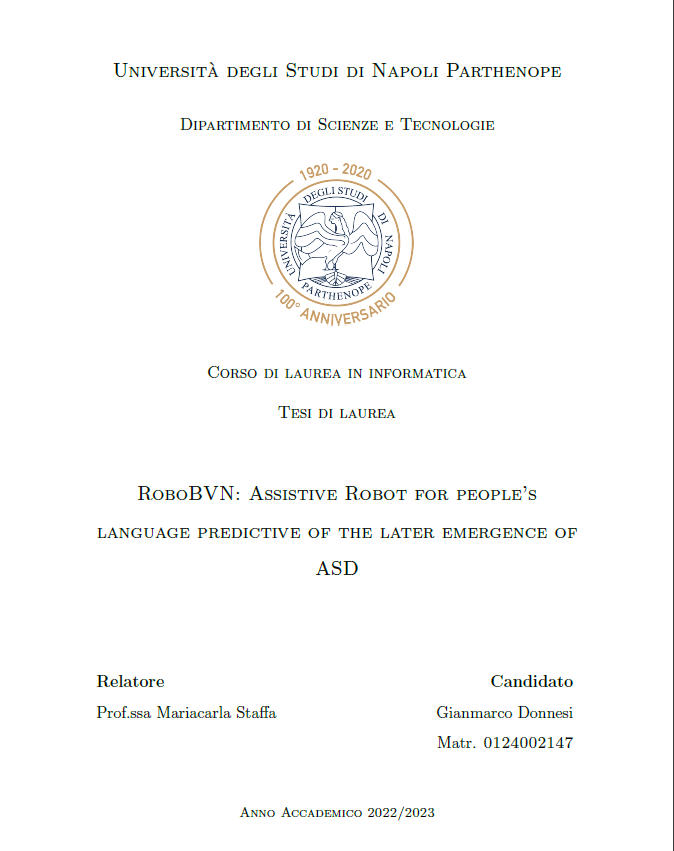 Università degli Studi di Napoli Parthenope
Dipartimento di Scienze e Tecnologie
1920 - 2020
UNIVERSITÀ DEGLI STUDI DI NAPOLI
PARTHENOPE
100° ANNIVERSARIO
Corso di laurea in informatica
Tesi di laurea
RoboBVN: Assistive Robot for people's
language predictive of the later emergence of
ASD
Relatore
Candidato
Prof.ssa Mariacarla Staffa
Gianmarco Donnesi
Matr. 0124002147
Anno Accademico 2022/2023